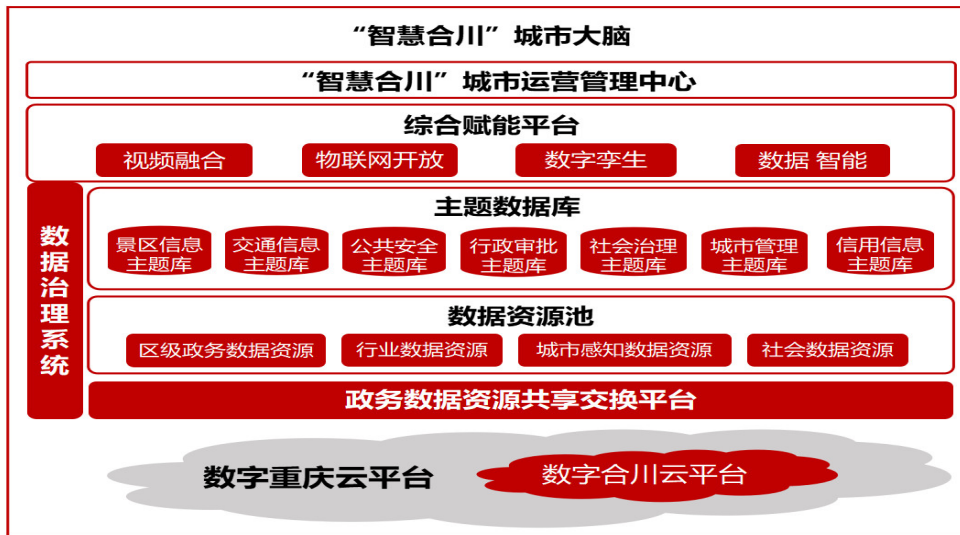 “智慧合川”城市大脑
“智慧合川”城市运营管理中心
综合赋能平台
视频融合
物联网开放
数字孪生
数据 智能
数据治理系统
主题数据库
景区信息
主题库
交通信息
主题库
公共安全
主题库
行政审批
主题库
社会治理
主题库
城市管理
主题库
信用信息
主题库
数据资源池
区级政务数据资源
行业数据资源
城市感知数据资源
社会数据资源
政务数据资源共享交换平台
数字重庆云平台
数字合川云平台